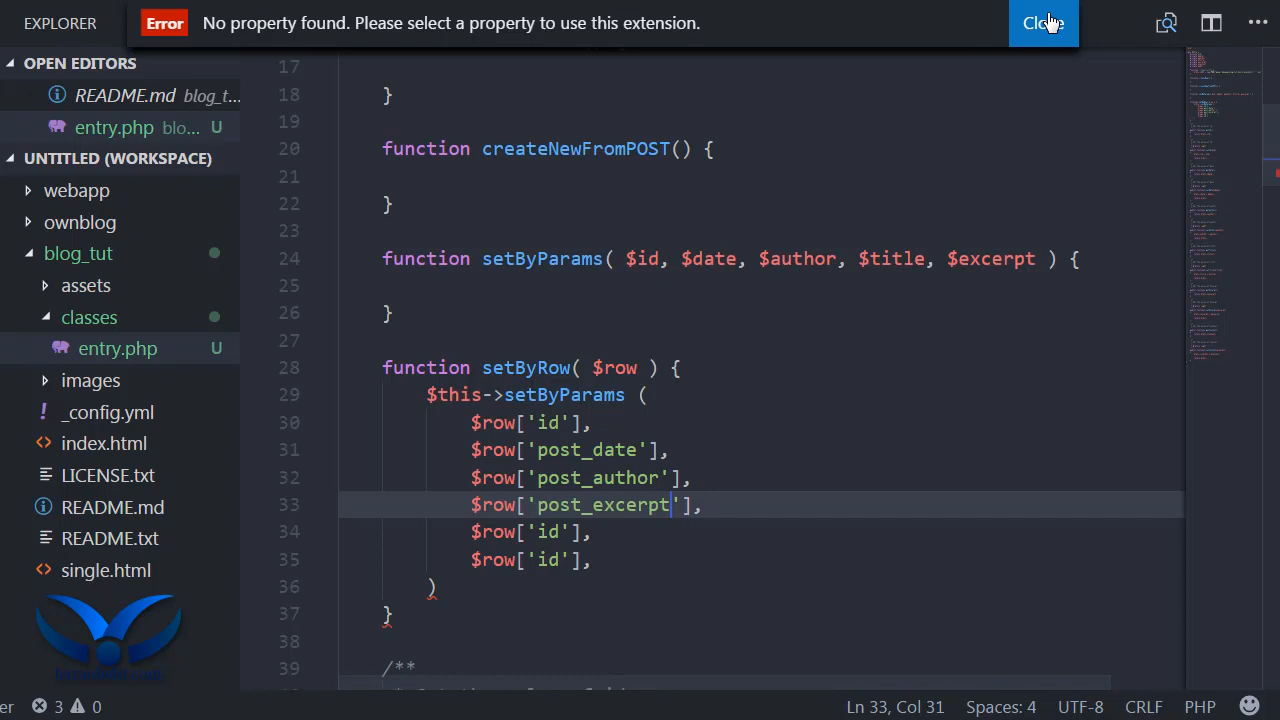 EXPLORER
Error No property found. Please select a property to use this extension.
OPEN EDITORS
README.md blog_t...
entry.php blo... U
UNTITLED (WORKSPACE)
webapp
ownblog
blog_tut
assets
classes
entry.php U
images
! _config.yml
<> index.html
LICENSE.txt
README.md
README.txt
<> single.html
17
18 }
19
20 function createNewFromPOST() {
21
22 }
23
24 function setByParams( $id, $date, $author, $title, $excerpt ) {
25
26 }
27
28 function setByRow( $row ) {
29 $this->setByParams (
30 $row['id'],
31 $row['post_date'],
32 $row['post_author'],
33 $row['post_excerpt'],
34 $row['id'],
35 $row['id'],
36 )
37 }
38
39 /**
er 3 0 Ln 33, Col 31 Spaces: 4 UTF-8 CRLF PHP